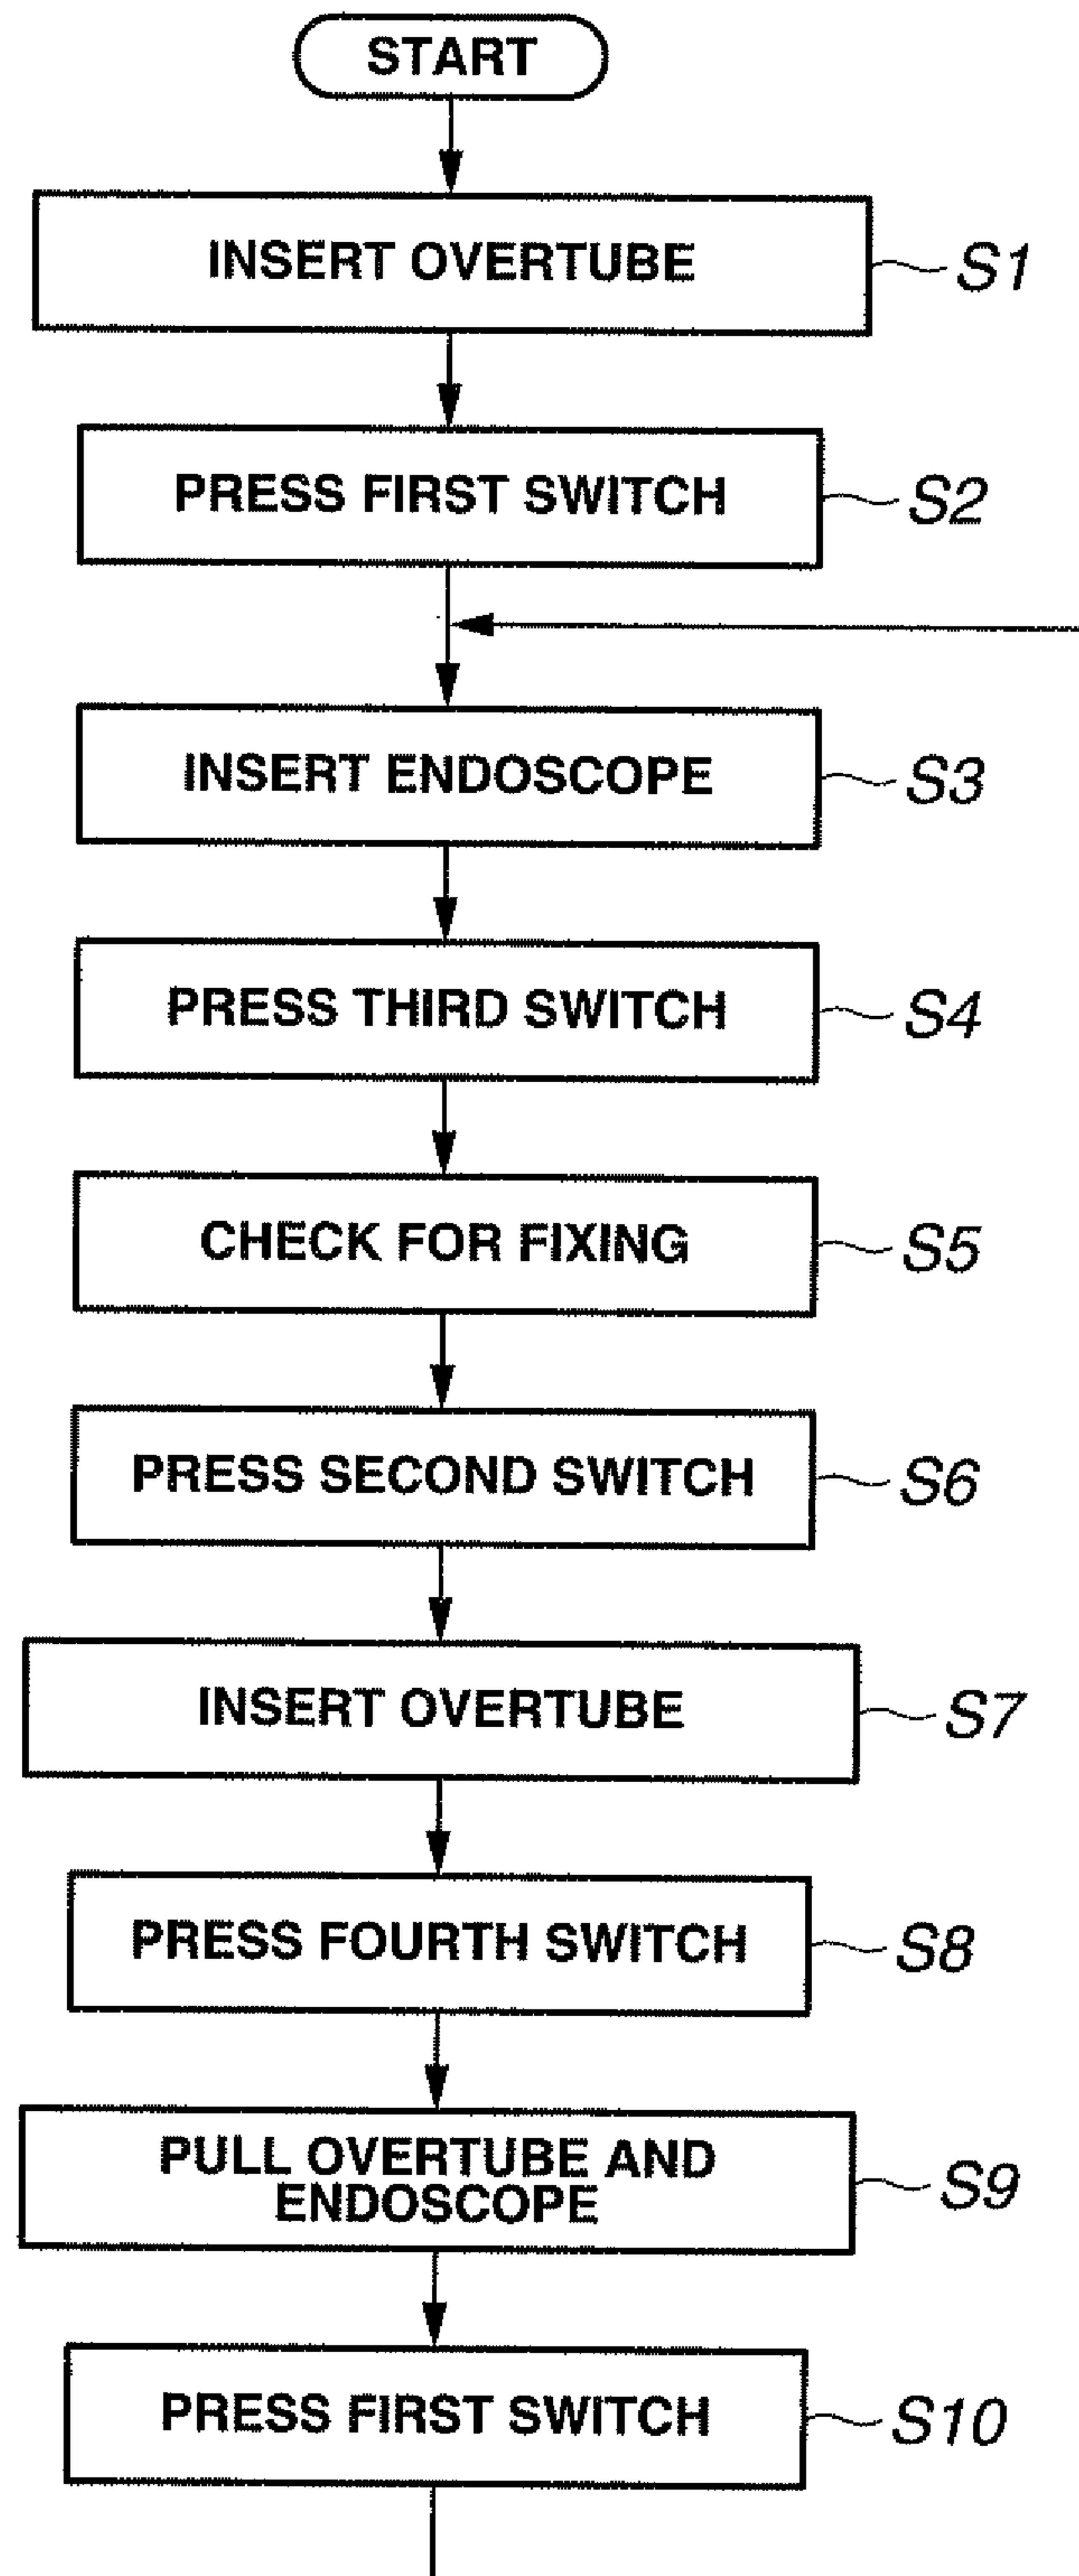 START
INSERT OVERTUBE
S1
PRESS FIRST SWITCH
S2
INSERT ENDOSCOPE
S3
PRESS THIRD SWITCH
S4
CHECK FOR FIXING
S5
PRESS SECOND SWITCH
S6
INSERT OVERTUBE
S7
PRESS FOURTH SWITCH
S8
PULL OVERTUBE AND
ENDOSCOPE
S9
PRESS FIRST SWITCH
S10